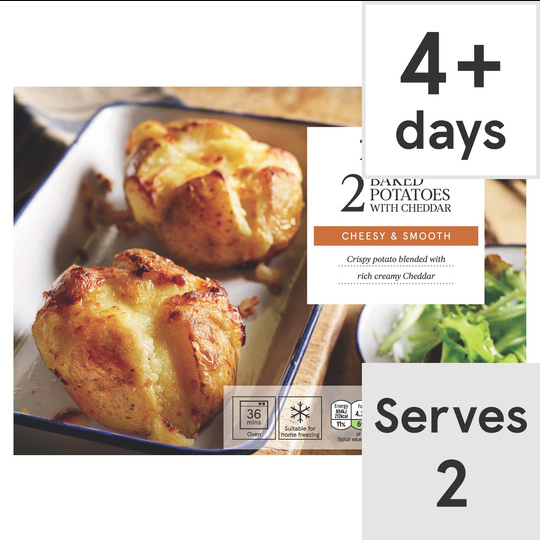 4+
days
2 BAKED
POTATOES
WITH CHEDDAR
CHEESY & SMOOTH
Crispy potato blended with
rich creamy Cheddar
36
mins
Oven
Suitable for
home freezing
Energy
11%
Serves
2